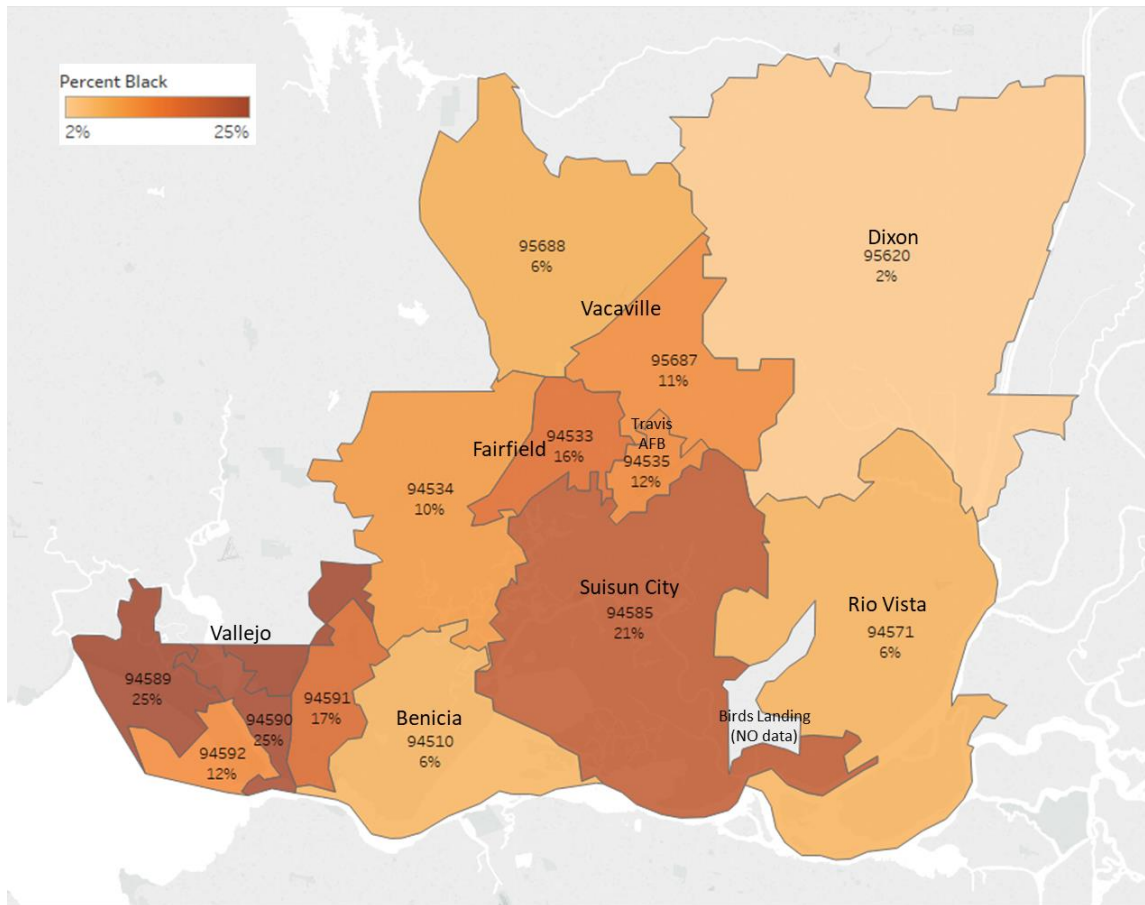 Percent Black
2% 25%
95688
6%
Dixon
95620
2%
Vacaville
95687
11%
Travis
AFB
94535
12%
Fairfield
94533
16%
94534
10%
Suisun City
94585
21%
Rio Vista
94571
6%
Vallejo
94589
25%
94590
25%
94591
17%
94592
12%
Benicia
94510
6%
Birds Landing
(NO data)